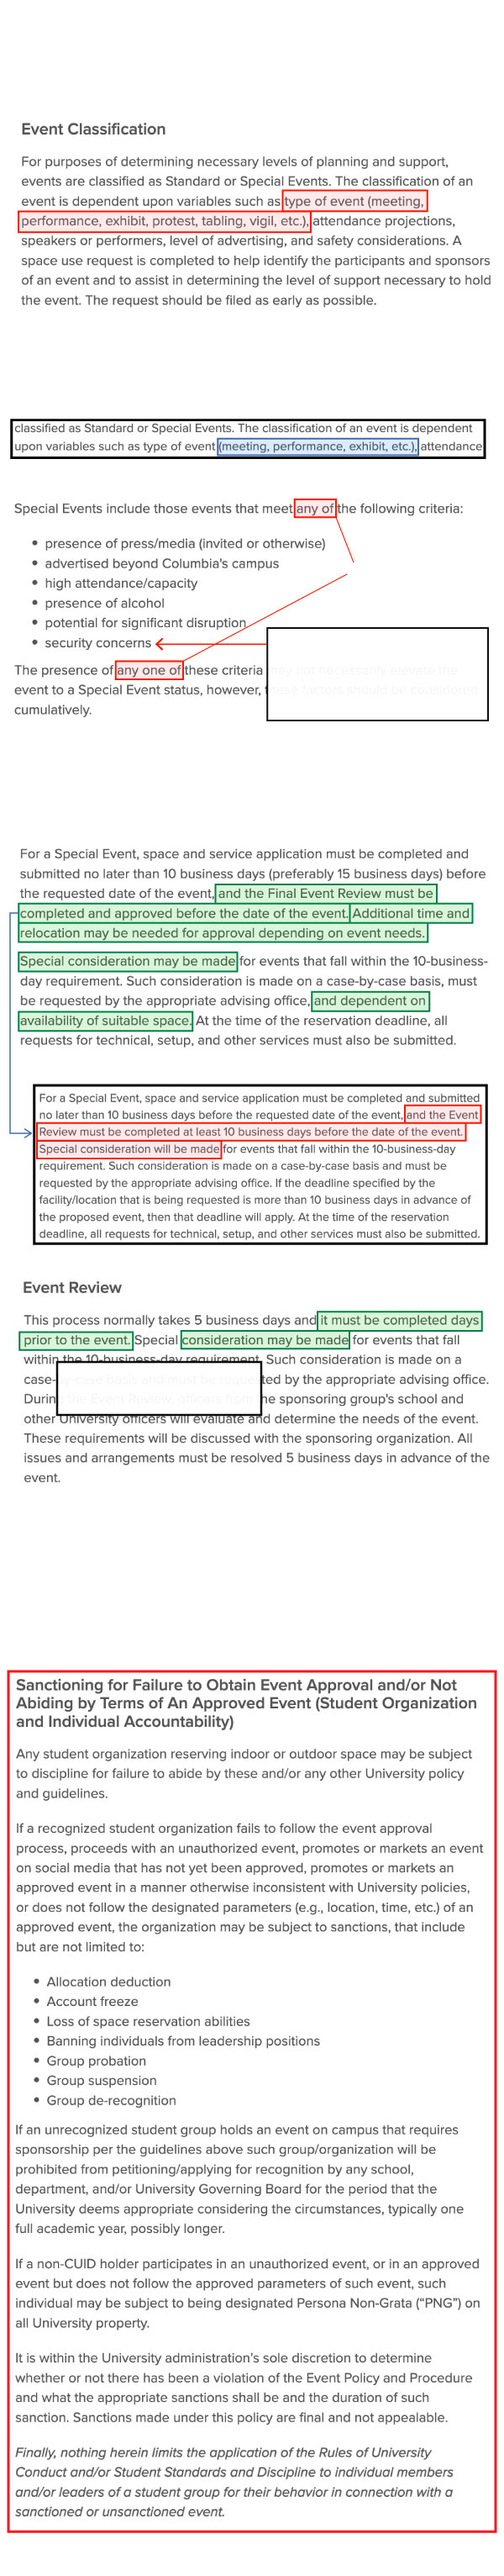 Event Classification
For purposes of determining necessary levels of planning and support,
events are classified as Standard or Special Events. The classification of an
event is dependent upon variables such as type of event (meeting,
performance, exhibit, protest, tabling, vigil, etc.), attendance projections,
speakers or performers, level of advertising, and safety considerations. A
space use request is completed to help identify the participants and sponsors
of an event and to assist in determining the level of support necessary to hold
the event. The request should be filed as early as possible.
classified as Standard or Special Events. The classification of an event is dependent
upon variables such as type of event (meeting, performance, exhibit, etc.), attendance
Special Events include those events that meet any of the following criteria:
• presence of press/media (invited or otherwise)
• advertised beyond Columbia's campus
• high attendance/capacity
• presence of alcohol
• potential for significant disruption
• security concerns
The presence of any one of these criteria may not necessarily elevate the
event to a Special Event status, however, these factors should be considered
cumulatively.
For a Special Event, space and service application must be completed and
submitted no later than 10 business days (preferably 15 business days) before
the requested date of the event, and the Final Event Review must be
completed and approved before the date of the event. Additional time and
relocation may be needed for approval depending on event needs.
Special consideration may be made for events that fall within the 10-business-
day requirement. Such consideration is made on a case-by-case basis, must
be requested by the appropriate advising office, and dependent on
availability of suitable space. At the time of the reservation deadline, all
requests for technical, setup, and other services must also be submitted.
For a Special Event, space and service application must be completed and submitted
no later than 10 business days before the requested date of the event, and the Event
Review must be completed at least 10 business days before the date of the event.
Special consideration will be made for events that fall within the 10-business-day
requirement. Such consideration is made on a case-by-case basis and must be
requested by the appropriate advising office. If the deadline specified by the
facility/location that is being requested is more than 10 business days in advance of
the proposed event, then that deadline will apply. At the time of the reservation
deadline, all requests for technical, setup, and other services must also be submitted.
Event Review
This process normally takes 5 business days and it must be completed days
prior to the event. Special consideration may be made for events that fall
within the 10-business-day requirement. Such consideration is made on a
case-by-case basis and must be requested by the appropriate advising office.
During the Event Review, officers from the sponsoring group's school and
other University officers will evaluate and determine the needs of the event.
These requirements will be discussed with the sponsoring organization. All
issues and arrangements must be resolved 5 business days in advance of the
event.
Sanctioning for Failure to Obtain Event Approval and/or Not
Abiding by Terms of An Approved Event (Student Organization
and Individual Accountability)
Any student organization reserving indoor or outdoor space may be subject
to discipline for failure to abide by these and/or any other University policy
and guidelines.
If a recognized student organization fails to follow the event approval
process, proceeds with an unauthorized event, promotes or markets an event
on social media that has not yet been approved, promotes or markets an
approved event in a manner otherwise inconsistent with University policies,
or does not follow the designated parameters (e.g., location, time, etc.) of an
approved event, the organization may be subject to sanctions, that include
but are not limited to:
• Allocation deduction
• Account freeze
• Loss of space reservation abilities
• Banning individuals from leadership positions
• Group probation
• Group suspension
• Group de-recognition
If an unrecognized student group holds an event on campus that requires
sponsorship per the guidelines above such group/organization will be
prohibited from petitioning/applying for recognition by any school,
department, and/or University Governing Board for the period that the
University deems appropriate considering the circumstances, typically one
full academic year, possibly longer.
If a non-CUID holder participates in an unauthorized event, or in an approved
event but does not follow the approved parameters of such event, such
individual may be subject to being designated Persona Non-Grata (“PNG”) on
all University property.
It is within the University administration’s sole discretion to determine
whether or not there has been a violation of the Event Policy and Procedure
and what the appropriate sanctions shall be and the duration of such
sanction. Sanctions made under this policy are final and not appealable.
Finally, nothing herein limits the application of the Rules of University
Conduct and/or Student Standards and Discipline to individual members
and/or leaders of a student group for their behavior in connection with a
sanctioned or unsanctioned event.